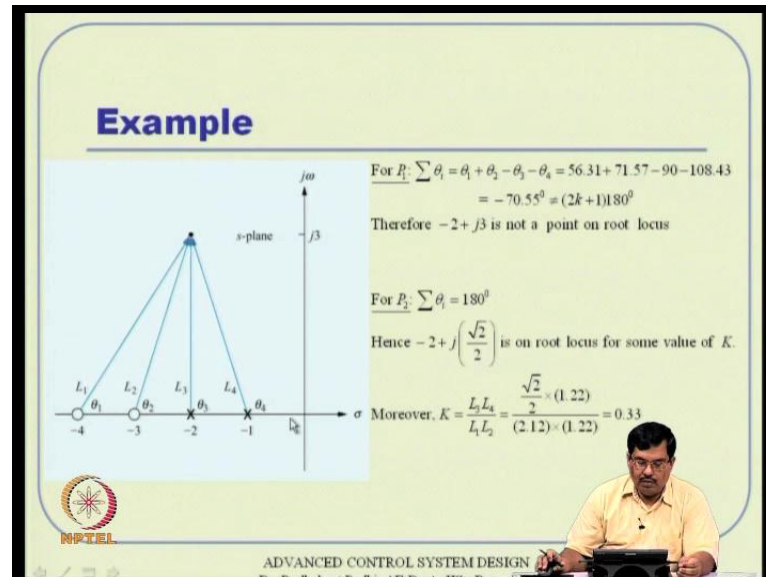 Example
For P₁: ∑ θᵢ = θ₁ + θ₂ − θ₃ − θ₄ = 56.31 + 71.57 − 90 − 108.43
= −70.55⁰ ≠ (2k+1)180⁰
Therefore −2 + j3 is not a point on root locus
For P₂: ∑ θᵢ = 180⁰
Hence −2 + j(√2/2) is on root locus for some value of K.
Moreover, K = L₃L₄/L₁L₂ = (√2/2 × (1.22))/((2.12) × (1.22)) = 0.33
jω
s-plane
j3
L₁ L₂ L₃ L₄
θ₁ θ₂ θ₃ θ₄
σ
−4 −3 −2 −1
NPTEL
ADVANCED CONTROL SYSTEM DESIGN